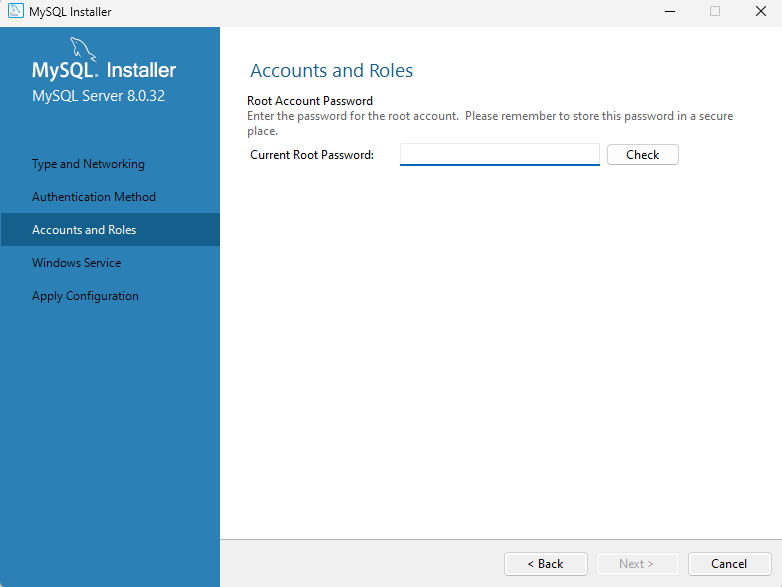 MySQL Installer
MySQL. Installer
MySQL Server 8.0.32
Type and Networking
Authentication Method
Accounts and Roles
Windows Service
Apply Configuration
Accounts and Roles
Root Account Password
Enter the password for the root account. Please remember to store this password in a secure
place.
Current Root Password:
Check
< Back
Next >
Cancel